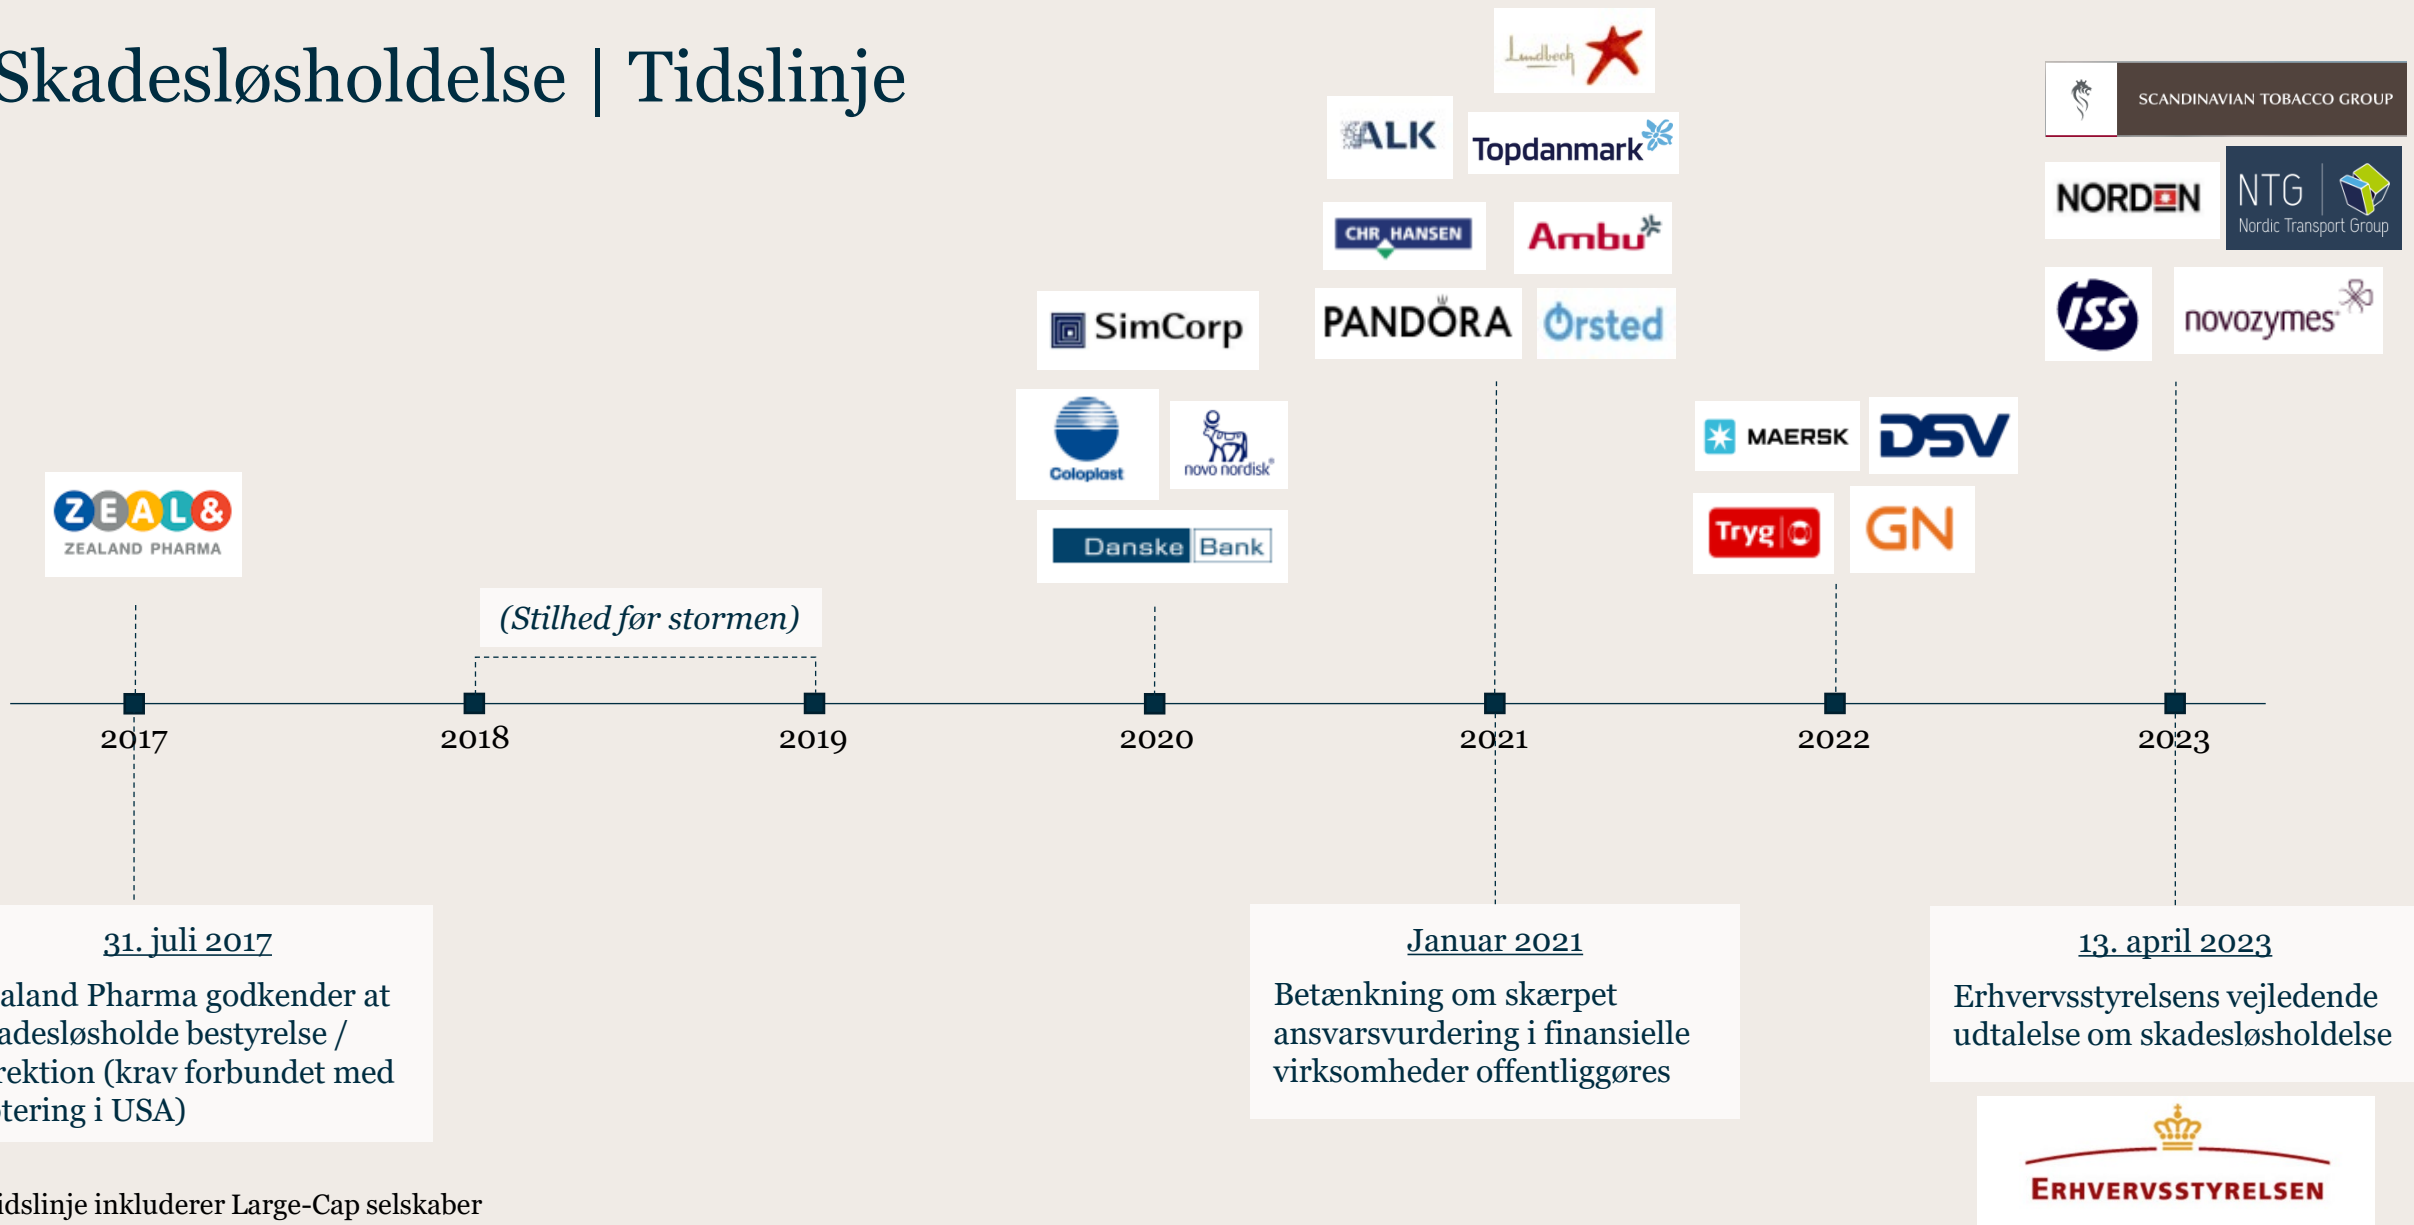 Skadesløsholdelse | Tidslinje
Lundbeck
ALK
Topdanmark
CHR HANSEN
Ambu
PANDÓRA
Ørsted
SCANDINAVIAN TOBACCO GROUP
NORDEN
NTG
Nordic Transport Group
ISS
novozymes
SimCorp
Coloplast
novo nordisk®
Danske Bank
MAERSK
DSV
Tryg
GN
ZEAL&
ZEALAND PHARMA
(Stilhed før stormen)
2017
2018
2019
2020
2021
2022
2023
31. juli 2017
aland Pharma godkender at
adesløsholde bestyrelse /
rektion (krav forbundet med
tering i USA)
Januar 2021
Betænkning om skærpet
ansvarsvurdering i finansielle
virksomheder offentliggøres
13. april 2023
Erhvervsstyrelsens vejledende
udtalelse om skadesløsholdelse
ERHVERVSSTYRELSEN
idslinje inkluderer Large-Cap selskaber